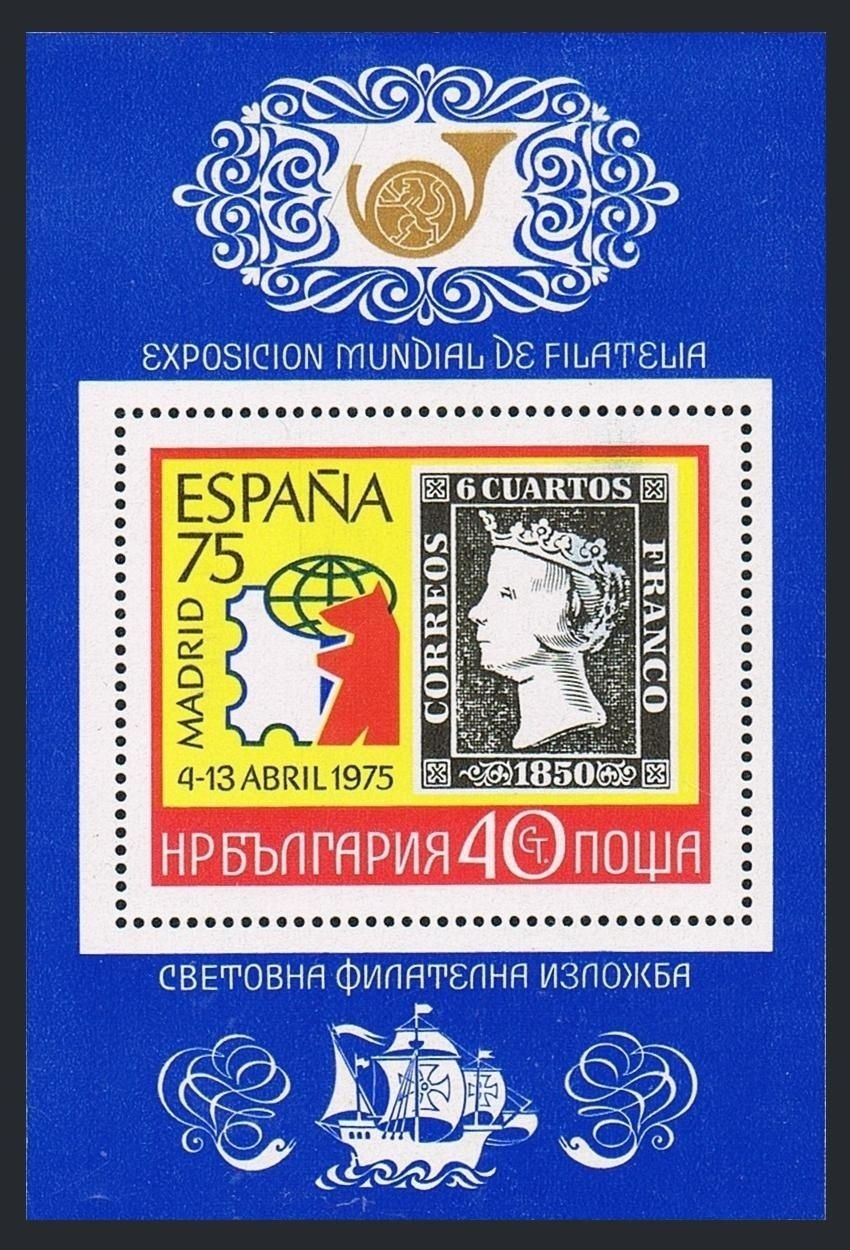 EXPOSICION MUNDIAL DE FILATELIA
ESPAÑA
75
MADRID
4-13 ABRIL 1975
6 CUARTOS
CORREOS
FRANCO
1850
НР БЪЛГАРИЯ 40 СТ. ПОЩА
СВЕТОВНА ФИЛАТЕЛНА ИЗЛОЖБА